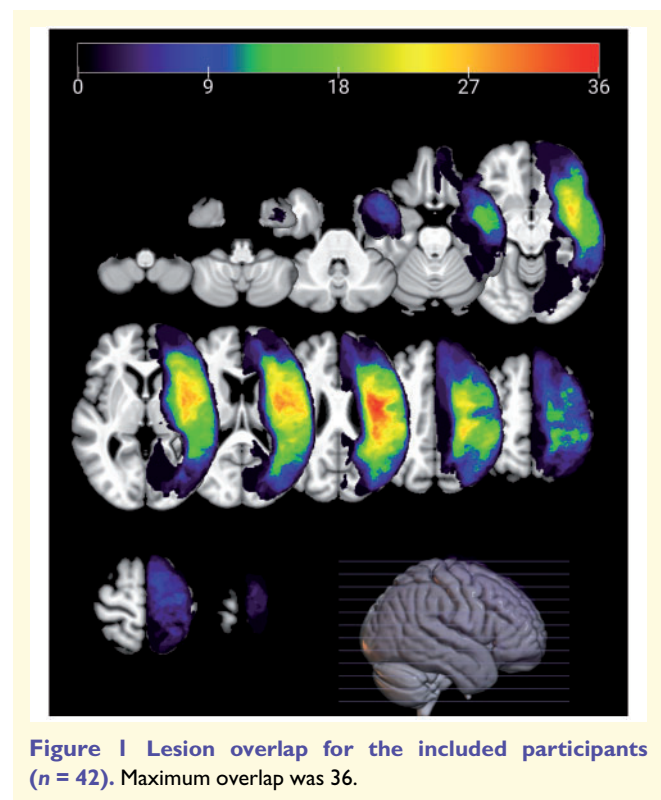 0 9 18 27 36
Figure 1 Lesion overlap for the included participants
(n = 42). Maximum overlap was 36.